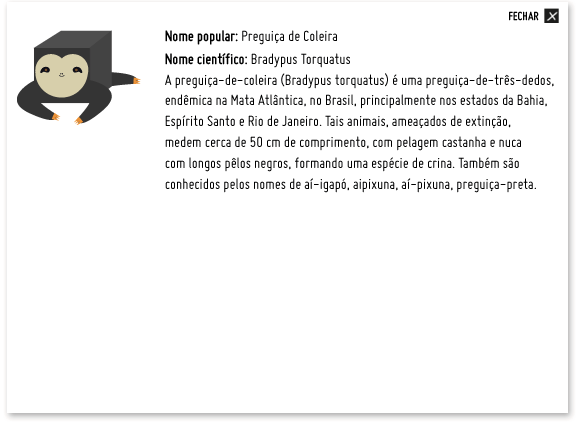 FECHAR
Nome popular: Preguiça de Coleira
Nome científico: Bradypus Torquatus
A preguiça-de-coleira (Bradypus torquatus) é uma preguiça-de-três-dedos,
endêmica na Mata Atlântica, no Brasil, principalmente nos estados da Bahia,
Espírito Santo e Rio de Janeiro. Tais animais, ameaçados de extinção,
medem cerca de 50 cm de comprimento, com pelagem castanha e nuca
com longos pêlos negros, formando uma espécie de crina. Também são
conhecidos pelos nomes de aí-igapó, aipixuna, aí-pixuna, preguiça-preta.